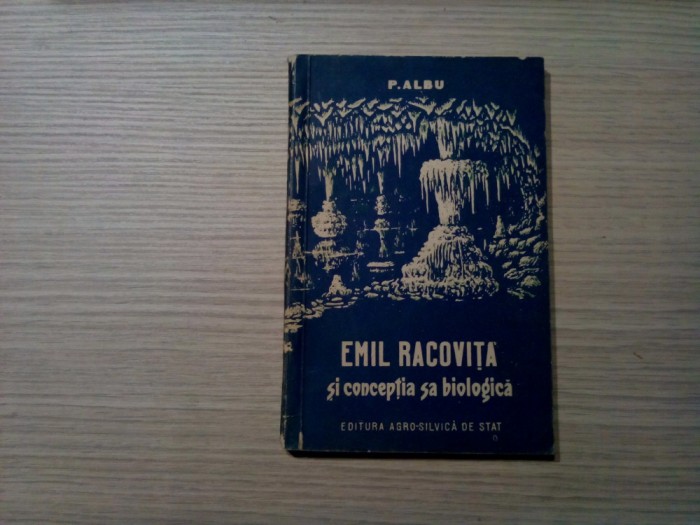 P. ALBU
EMIL RACOVIȚĂ
și concepția sa biologică
EDITURA AGRO-SILVICĂ DE STAT